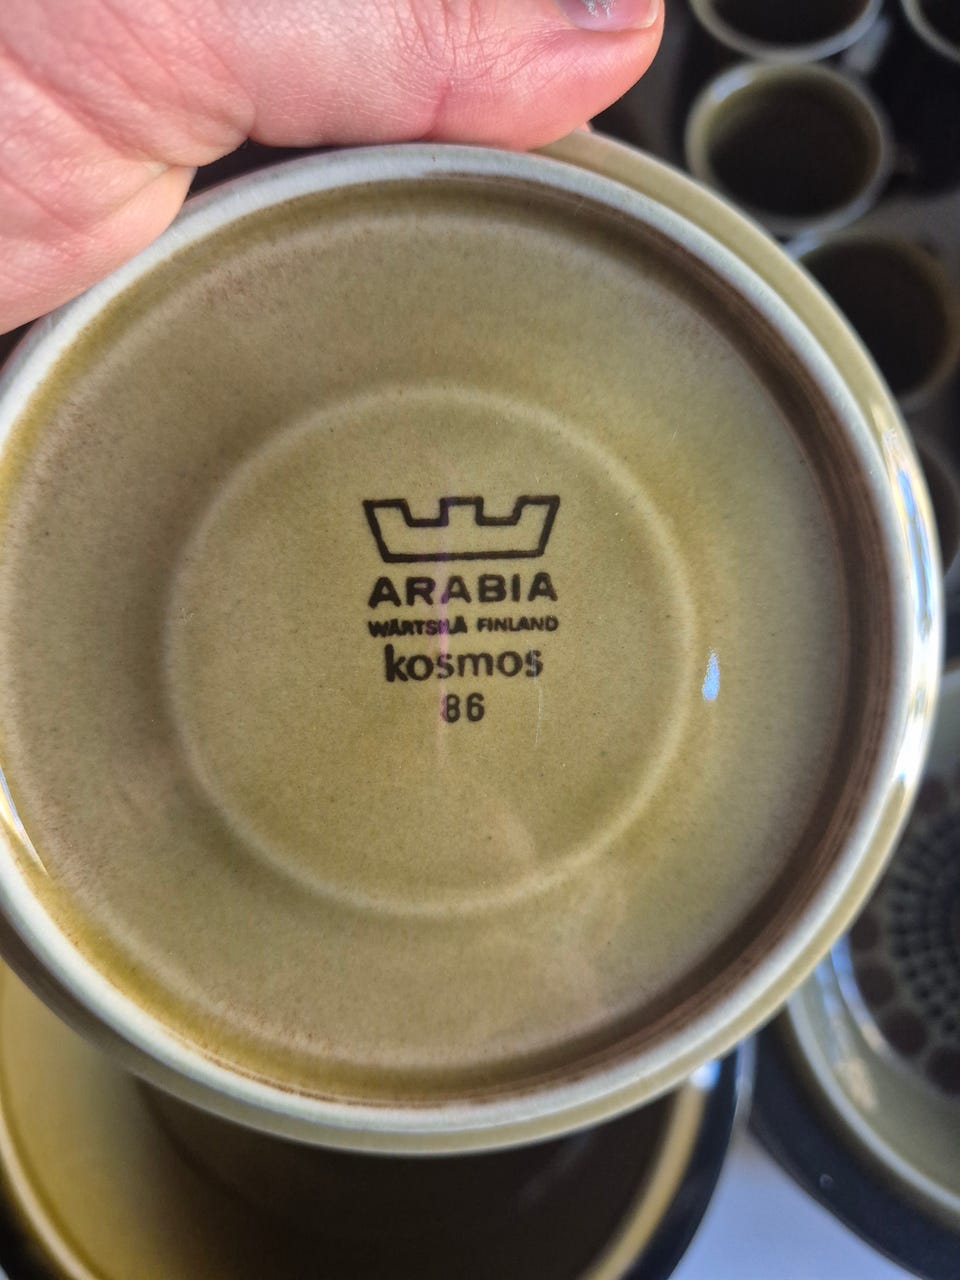 ARABIA
WÄRTSILÄ FINLAND
kosmos
86